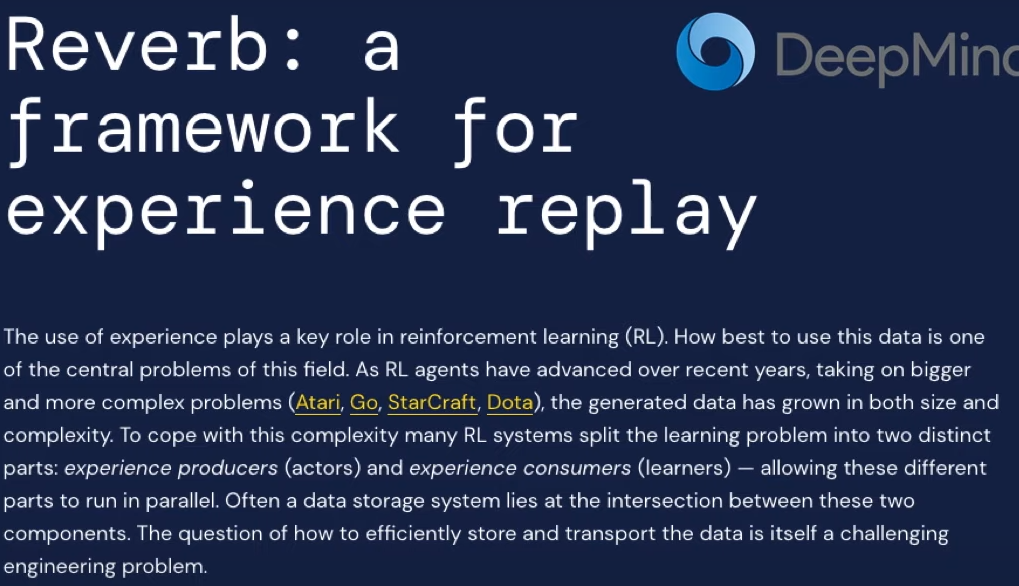 Reverb: a
framework for
experience replay
DeepMind
The use of experience plays a key role in reinforcement learning (RL). How best to use this data is one
of the central problems of this field. As RL agents have advanced over recent years, taking on bigger
and more complex problems (Atari, Go, StarCraft, Dota), the generated data has grown in both size and
complexity. To cope with this complexity many RL systems split the learning problem into two distinct
parts: experience producers (actors) and experience consumers (learners) — allowing these different
parts to run in parallel. Often a data storage system lies at the intersection between these two
components. The question of how to efficiently store and transport the data is itself a challenging
engineering problem.